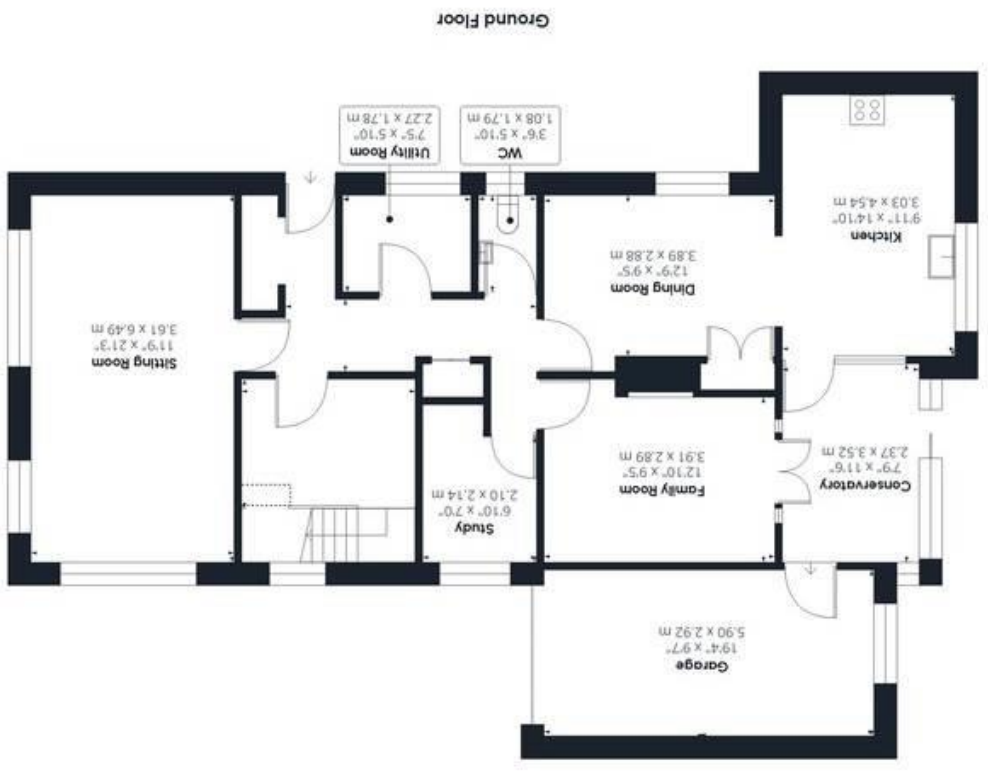 Garage
19'4" x 9'7"
5.90 x 2.92 m
Conservatory
7'9" x 11'6"
2.37 x 3.52 m
Family Room
12'10" x 9'5"
3.91 x 2.89 m
Study
6'10" x 7'0"
2.10 x 2.14 m
Sitting Room
11'9" x 21'3"
3.61 x 6.49 m
Kitchen
9'11" x 14'10"
3.03 x 4.54 m
Dining Room
12'9" x 9'5"
3.89 x 2.88 m
WC
3'6" x 5'10"
1.08 x 1.79 m
Utility Room
7'5" x 5'10"
2.27 x 1.78 m
Ground Floor